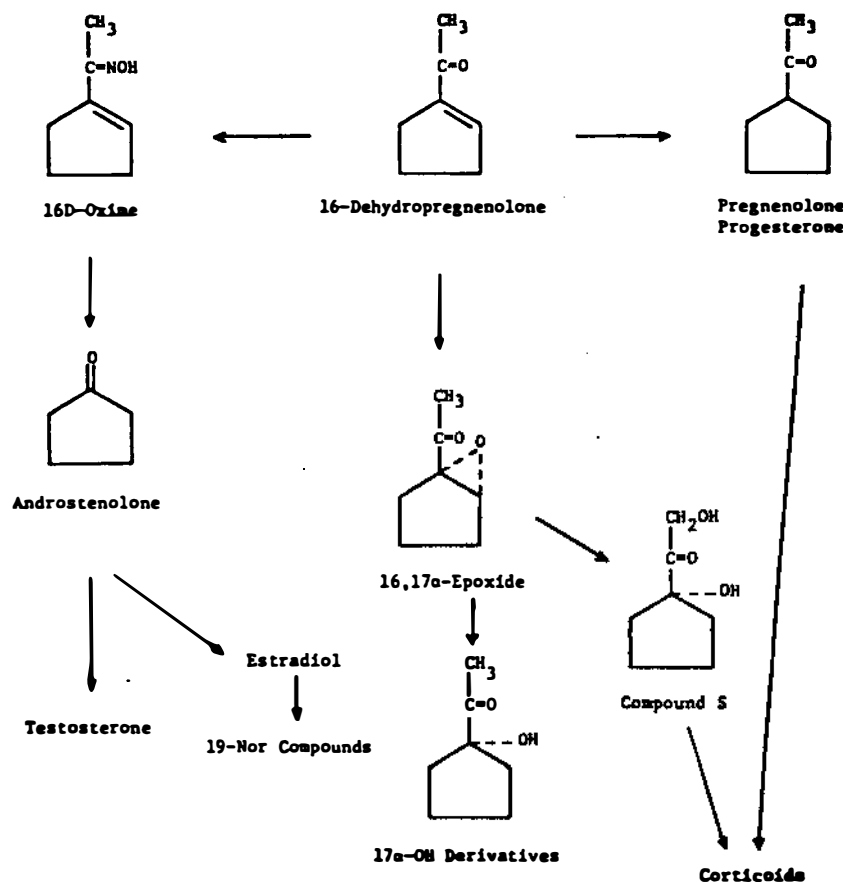 CH3
CH3
CH3
C=NOH
C=O
C=O
16D-Oxime
16-Dehydropregnenolone
Pregnenolone
Progesterone
O
CH3
C=O
O
Androstenolone
CH2OH
C=O
16,17α-Epoxide
OH
Estradiol
CH3
Compound S
Testosterone
C=O
19-Nor Compounds
OH
17α-OH Derivatives
Corticoids